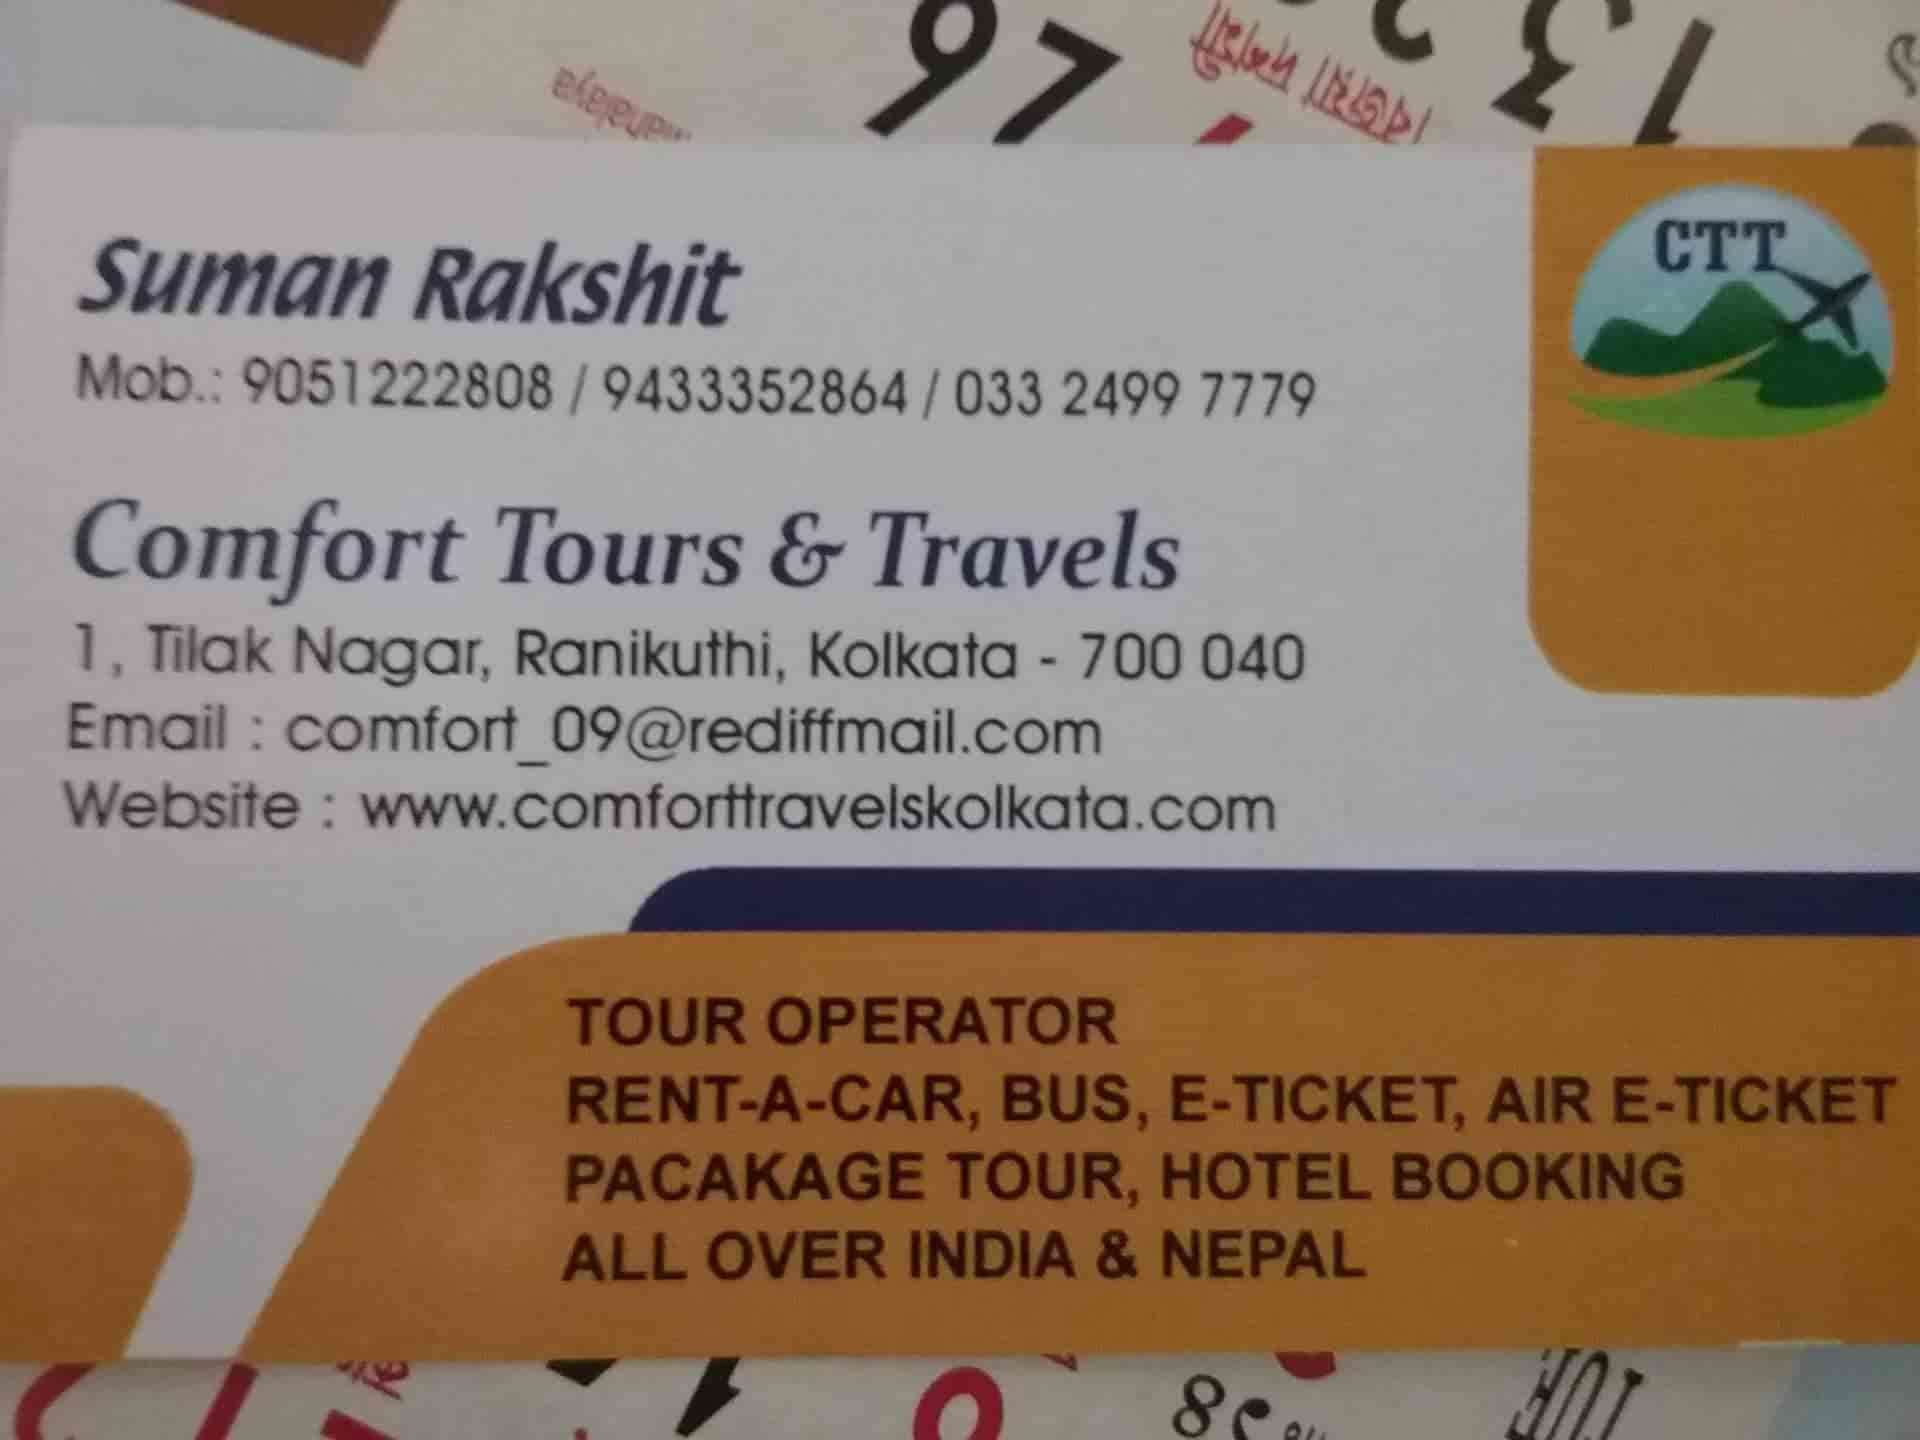 CTT
Suman Rakshit
Mob.: 9051222808 / 9433352864 / 033 2499 7779
Comfort Tours & Travels
1, Tilak Nagar, Ranikuthi, Kolkata - 700 040
Email : comfort_09@rediffmail.com
Website : www.comforttravelskolkata.com
TOUR OPERATOR
RENT-A-CAR, BUS, E-TICKET, AIR E-TICKET
PACAKAGE TOUR, HOTEL BOOKING
ALL OVER INDIA & NEPAL